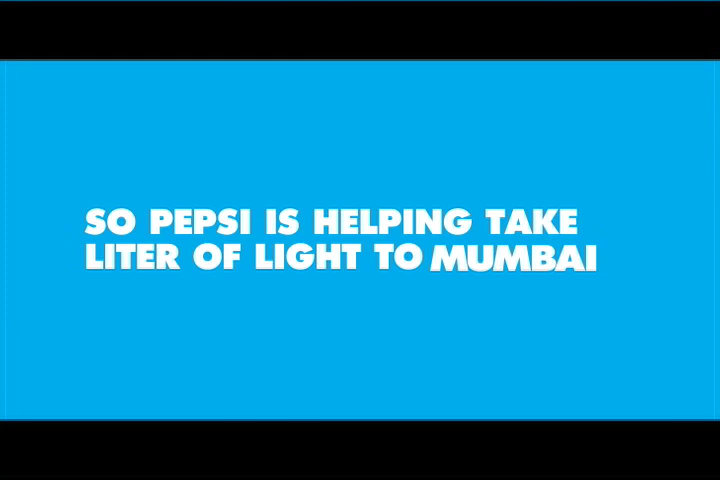 SO PEPSI IS HELPING TAKE
LITER OF LIGHT TO MUMBAI